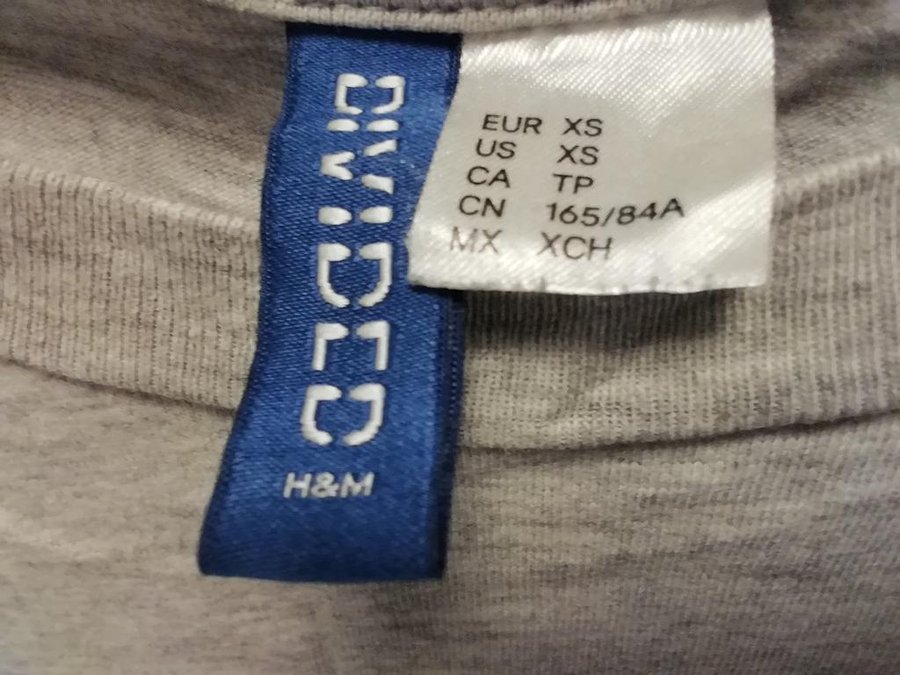 DIVIDED
H&M
EUR XS
US XS
CA TP
CN 165/84A
MX XCH